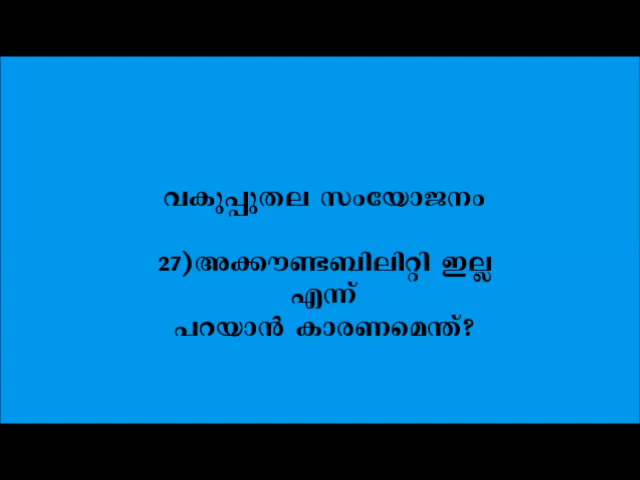 വകുപ്പുതല സംയോജനം
27)അക്കൗണ്ടബിലിറ്റി ഇല്ല
എന്ന്
പറയാൻ കാരണമെന്ത്?